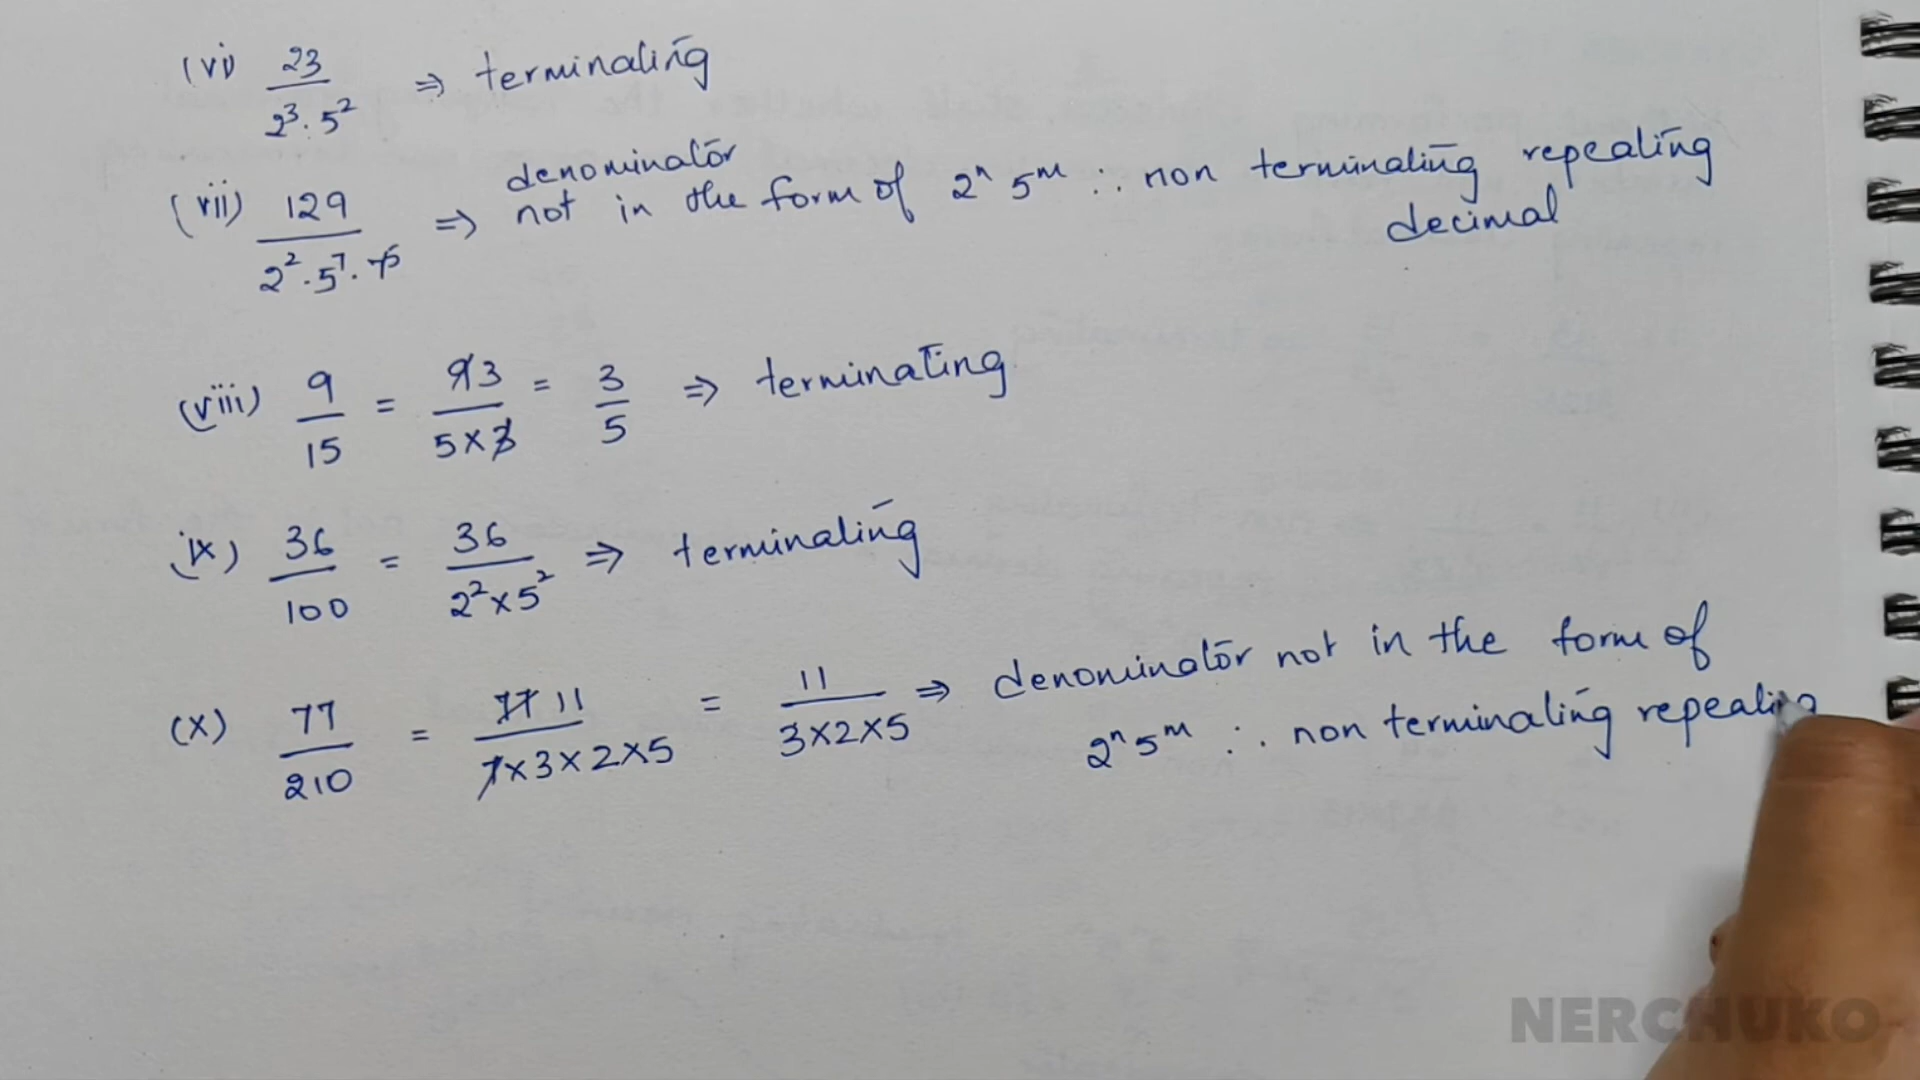 (vi) 23/2³·5² ⇒ terminating
(vii) 129/2²·5⁷·7⁵ ⇒ denominator not in the form of 2ⁿ 5ᵐ ∴ non terminating repeating decimal
(viii) 9/15 = 93/5×3 = 3/5 ⇒ terminating
(ix) 36/100 = 36/2²×5² ⇒ terminating
(x) 77/210 = 77 11/7×3×2×5 = 11/3×2×5 ⇒ denominator not in the form of
2ⁿ5ᵐ ∴ non terminating repeating
NERCHUKO